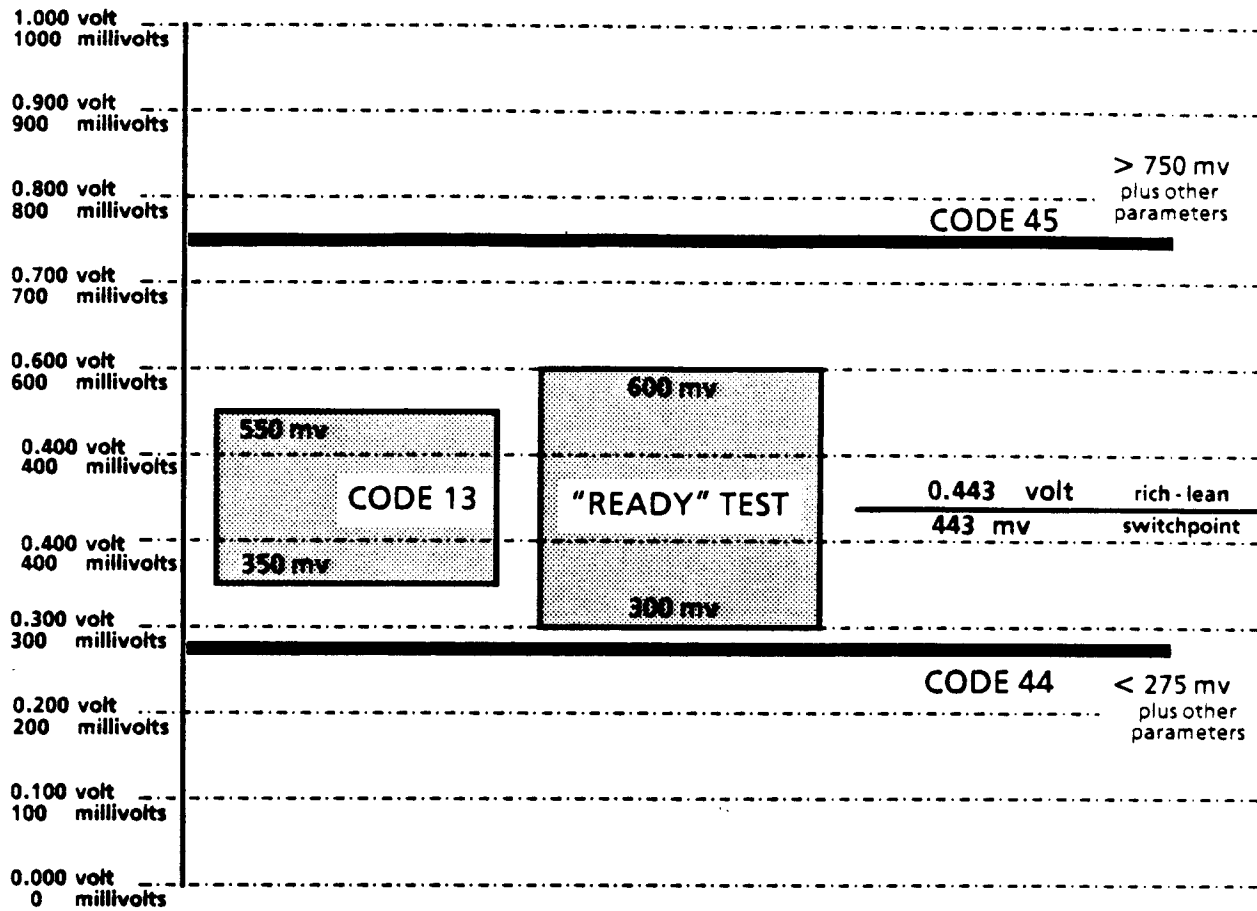 1.000 volt
1000 millivolts
0.900 volt
900 millivolts
> 750 mv
plus other
parameters
0.800 volt
800 millivolts
CODE 45
0.700 volt
700 millivolts
0.600 volt
600 millivolts
600 mv
550 mv
0.400 volt
400 millivolts
CODE 13
"READY" TEST
0.443 volt rich - lean
443 mv switchpoint
0.400 volt
400 millivolts
350 mv
300 mv
0.300 volt
300 millivolts
CODE 44
< 275 mv
plus other
parameters
0.200 volt
200 millivolts
0.100 volt
100 millivolts
0.000 volt
0 millivolts